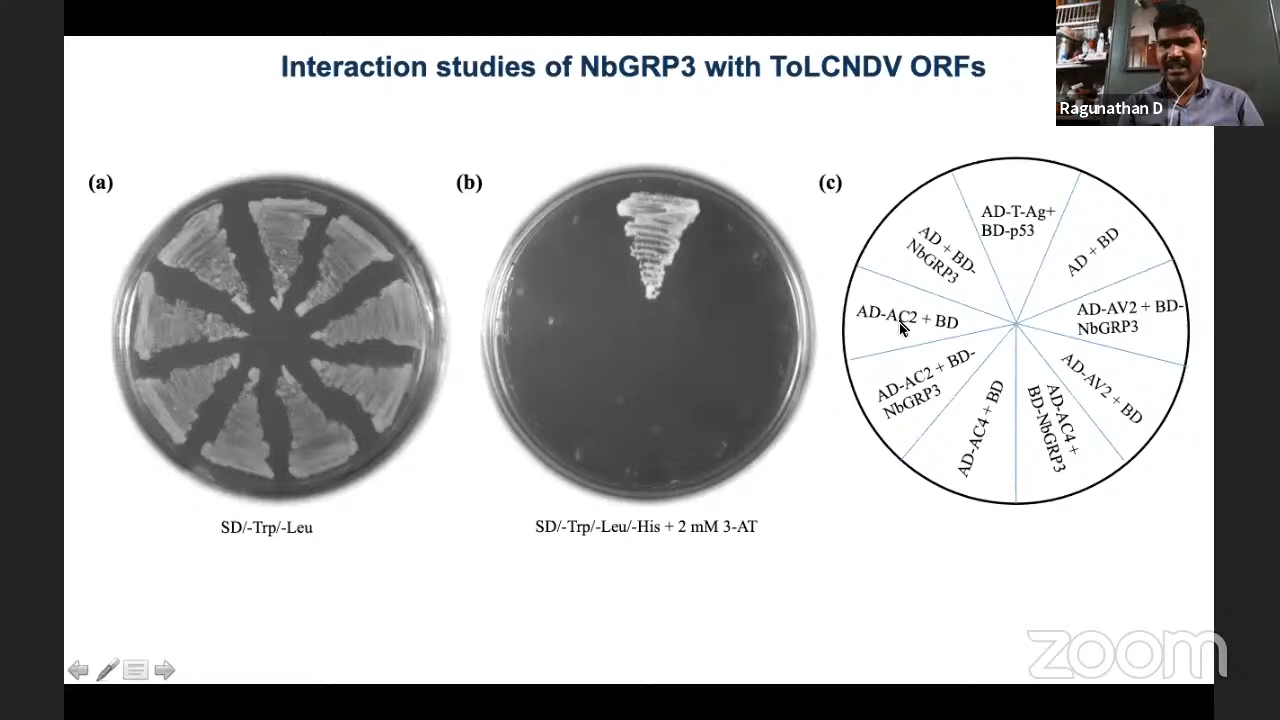 Interaction studies of NbGRP3 with ToLCNDV ORFs
Ragunathan D
(a)
(b)
(c)
AD-T-Ag+
BD-p53
AD + BD
AD-AV2 + BD-
NbGRP3
AD-AV2 + BD
AD-AC4 +
BD-NbGRP3
AD-AC4 + BD
AD-AC2 + BD-
NbGRP3
AD-AC2 + BD
AD + BD-
NbGRP3
SD/-Trp/-Leu
SD/-Trp/-Leu/-His + 2 mM 3-AT
zoom